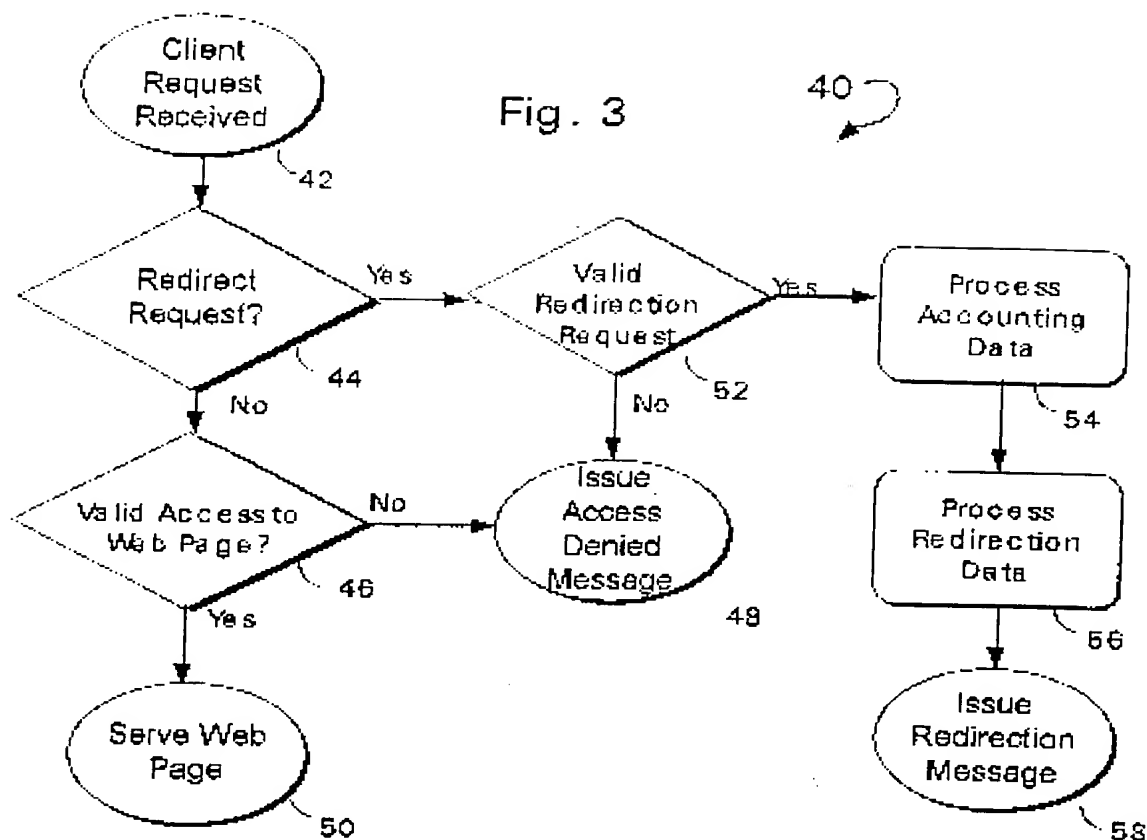 Client
Request
Received
42
Fig. 3
40
Redirect
Request?
44
Yes
No
Valid
Redirection
Request
52
Yes
No
Process
Accounting
Data
54
Valid Access to
Web Page?
46
No
Yes
Issue
Access
Denied
Message
48
Process
Redirection
Data
56
Serve Web
Page
50
Issue
Redirection
Message
58